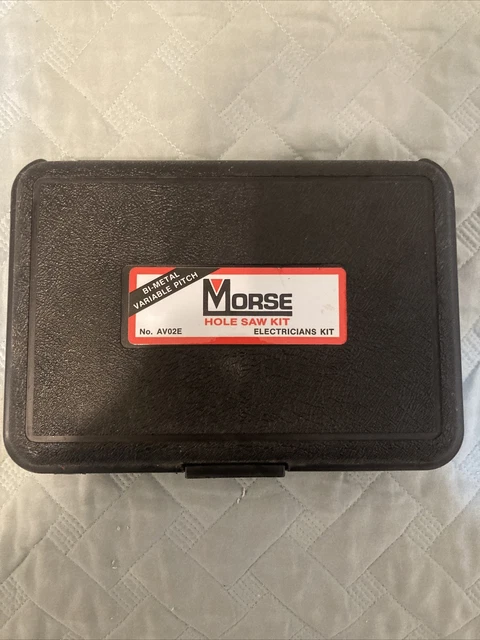 BI-METAL
VARIABLE PITCH
MORSE
HOLE SAW KIT
No. AV02E ELECTRICIANS KIT